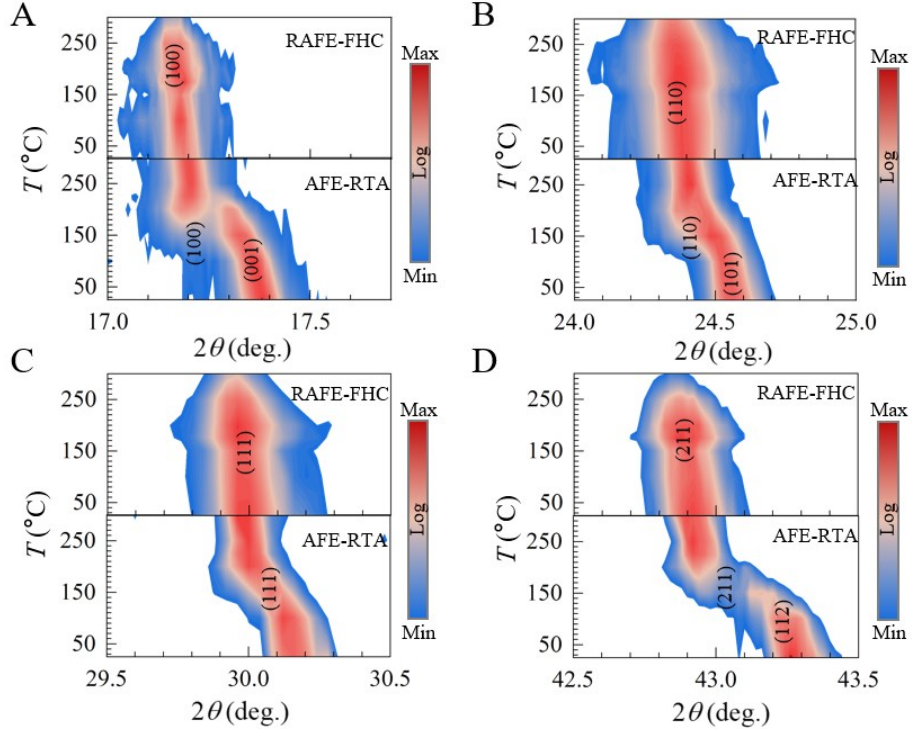 A
RAFE-FHC
(100)
250
150
50
AFE-RTA
(100)
(001)
250
150
50
T (°C)
17.0
17.5
2θ (deg.)
Max
Log
Min
B
RAFE-FHC
(110)
250
150
50
AFE-RTA
(110)
(101)
250
150
50
T (°C)
24.0
24.5
25.0
2θ (deg.)
Max
Log
Min
C
RAFE-FHC
(111)
250
150
50
AFE-RTA
(111)
250
150
50
T (°C)
29.5
30.0
30.5
2θ (deg.)
Max
Log
Min
D
RAFE-FHC
(211)
250
150
50
AFE-RTA
(211)
(112)
250
150
50
T (°C)
42.5
43.0
43.5
2θ (deg.)
Max
Log
Min